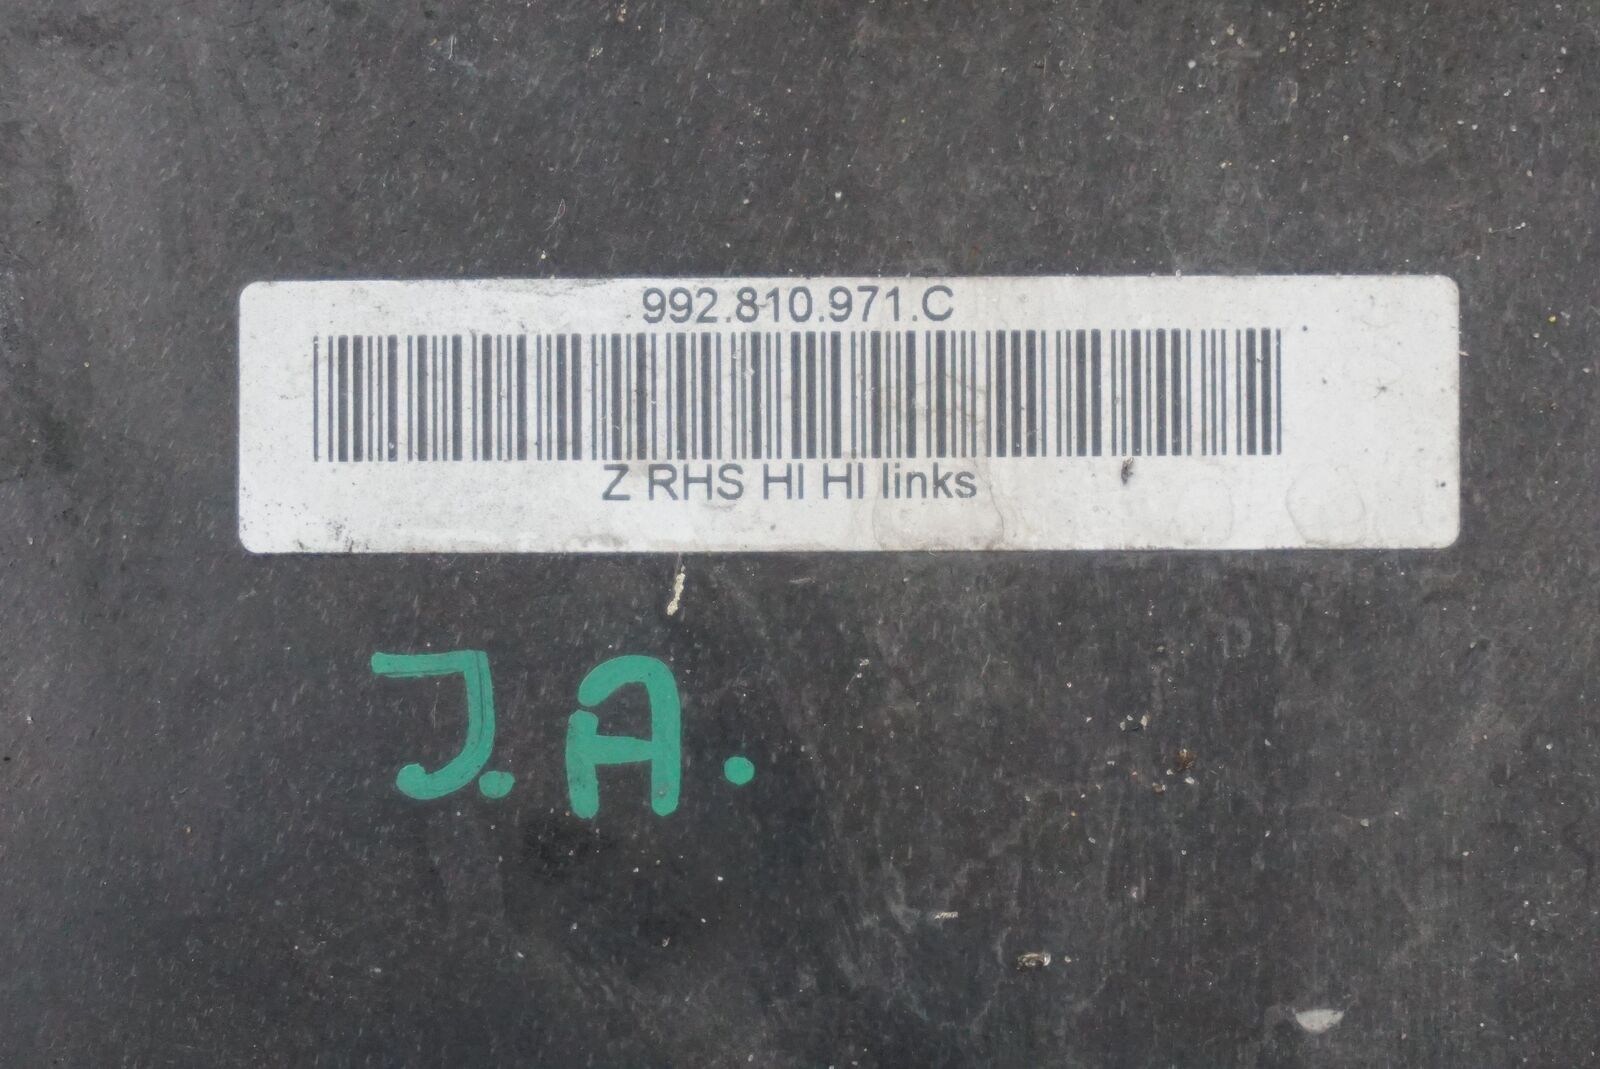 992.810.971.C
Z RHS HI HI links
J.A.